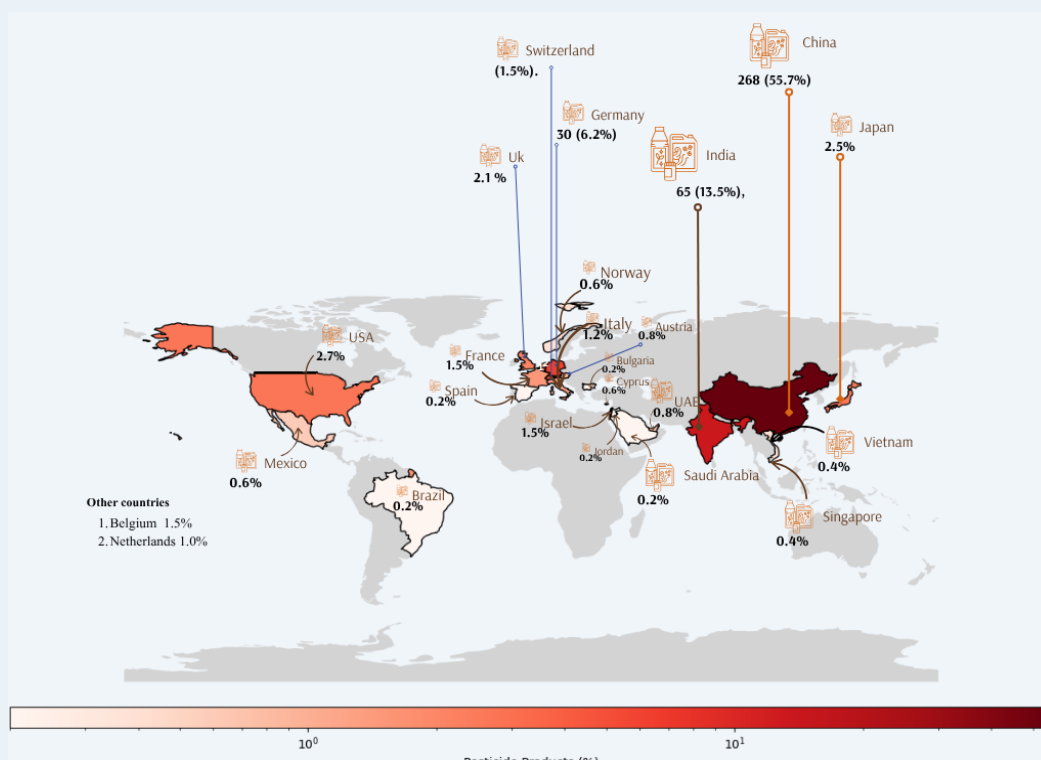 Switzerland
(1.5%).
China
268 (55.7%)
Germany
30 (6.2%)
Japan
2.5%
Uk
2.1 %
India
65 (13.5%),
Norway
0.6%
Italy
1.2%
Austria
0.8%
USA
2.7%
France
1.5%
Bulgaria
0.2%
Spain
0.2%
Cyprus
0.6%
UAE
0.8%
Israel
1.5%
Jordan
0.2%
Vietnam
0.4%
Mexico
0.6%
Saudi Arabia
0.2%
Brazil
0.2%
Singapore
0.4%
Other countries
1. Belgium 1.5%
2. Netherlands 1.0%
10⁰
10¹
Pesticide Products (%)